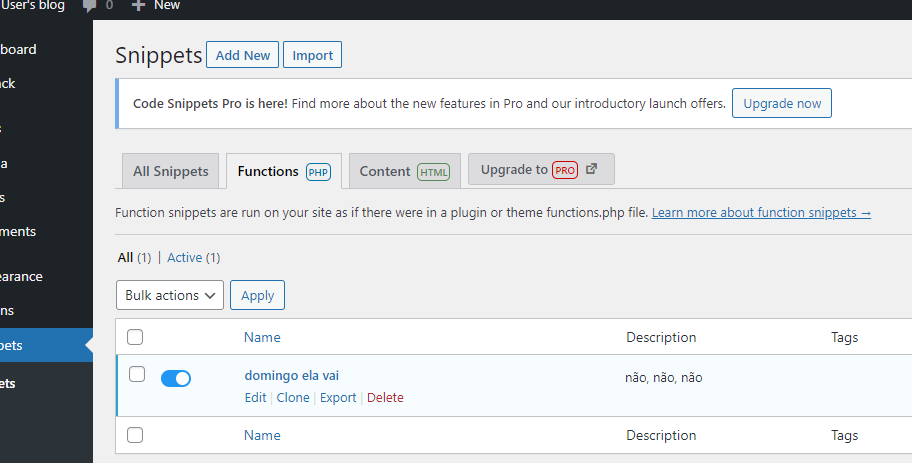 User's blog 0 New
board
ck
s
a
s
ments
earance
ns
pets
ets
Snippets Add New Import
Code Snippets Pro is here! Find more about the new features in Pro and our introductory launch offers. Upgrade now
All Snippets Functions PHP Content HTML Upgrade to PRO
Function snippets are run on your site as if there were in a plugin or theme functions.php file. Learn more about function snippets →
All (1) | Active (1)
Bulk actions Apply
Name Description Tags
domingo ela vai não, não, não
Edit | Clone | Export | Delete
Name Description Tags